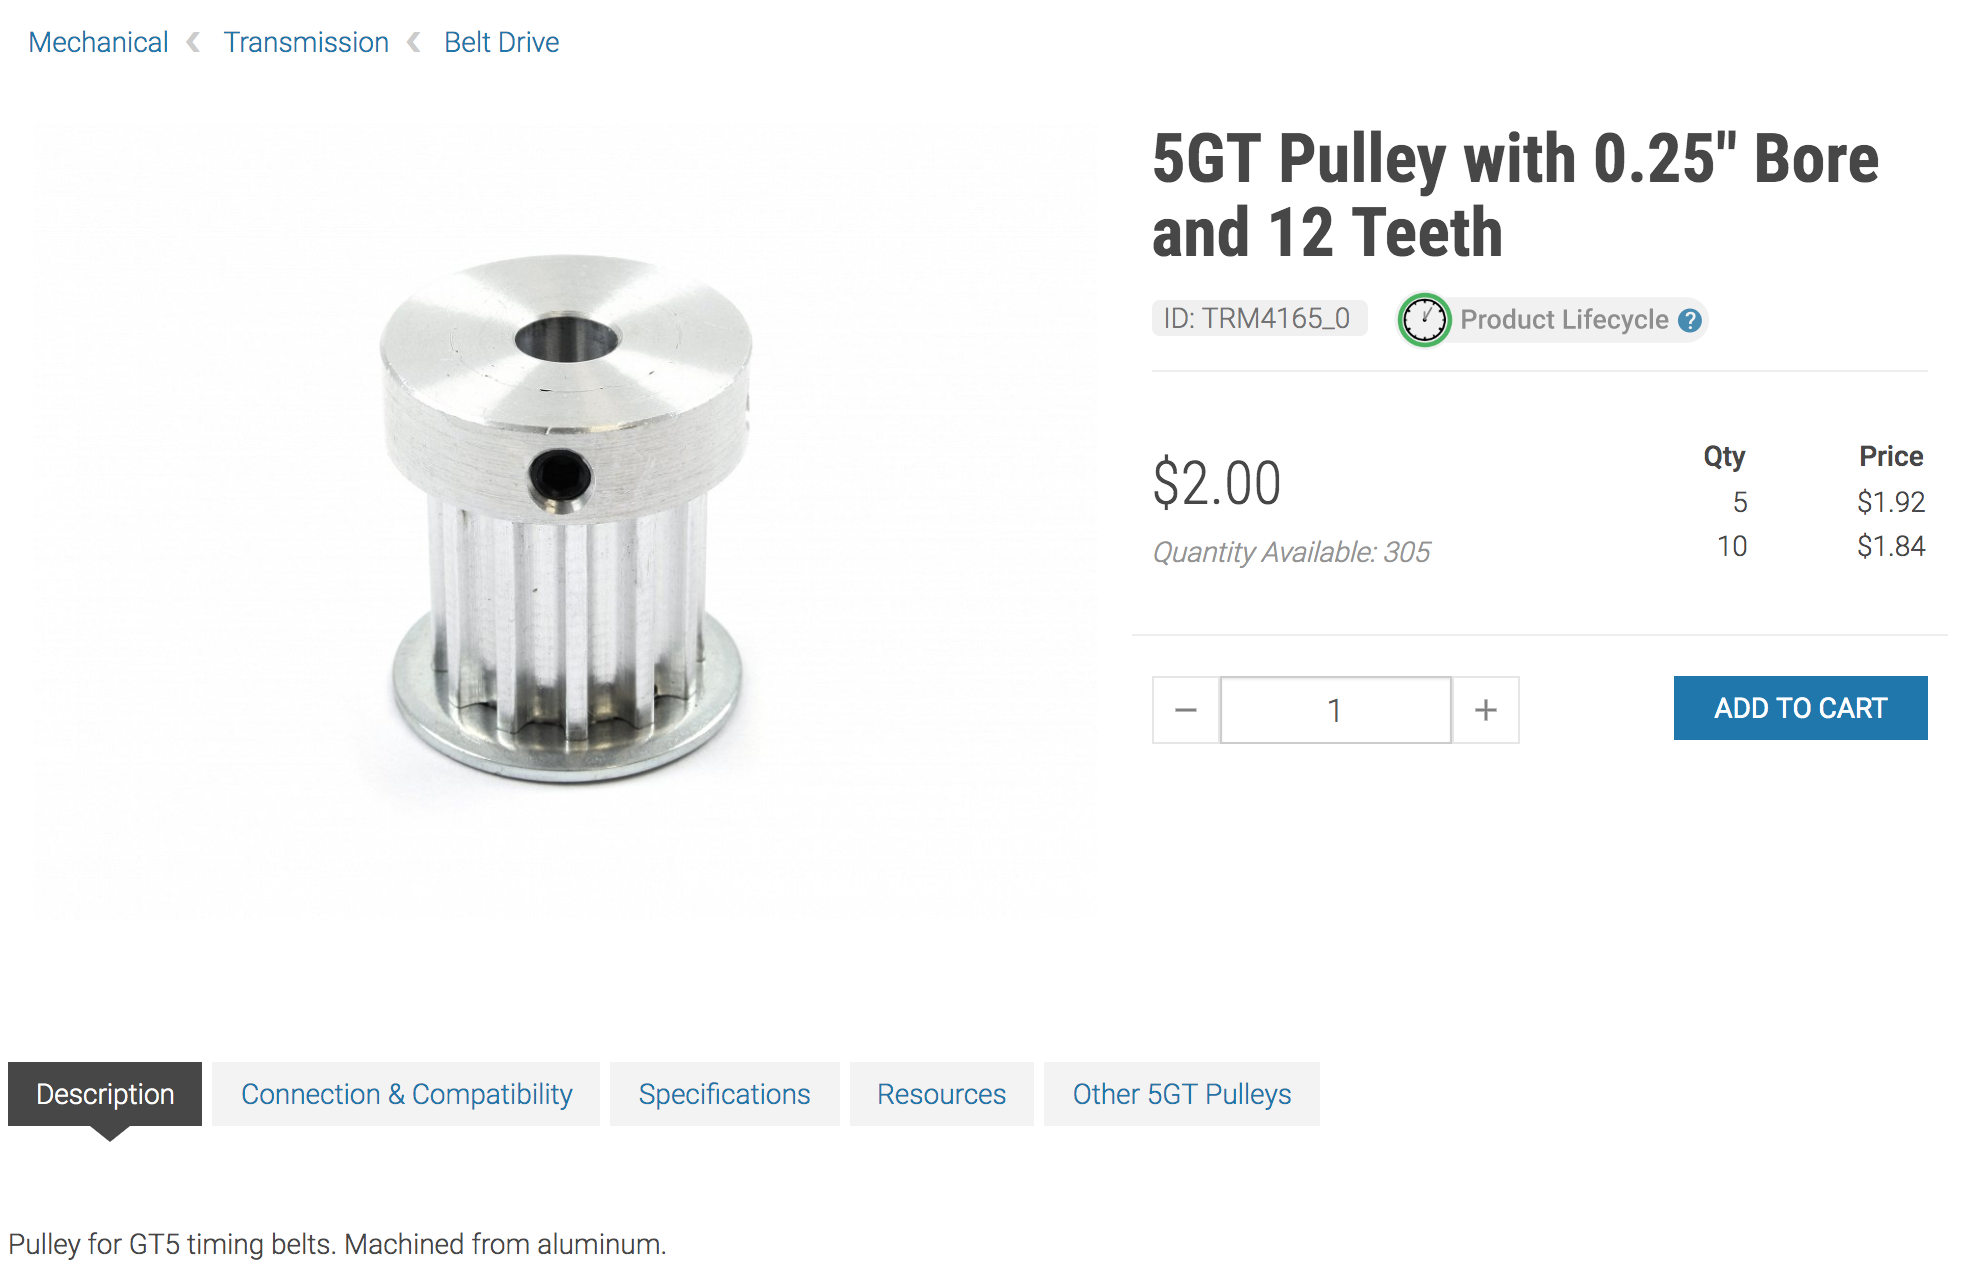 Mechanical
Transmission
Belt Drive
5GT Pulley with 0.25" Bore
and 12 Teeth
ID: TRM4165_0
Product Lifecycle ?
$2.00
Quantity Available: 305
Qty Price
5 $1.92
10 $1.84
− 1 +
ADD TO CART
Description
Connection & Compatibility
Specifications
Resources
Other 5GT Pulleys
Pulley for GT5 timing belts. Machined from aluminum.